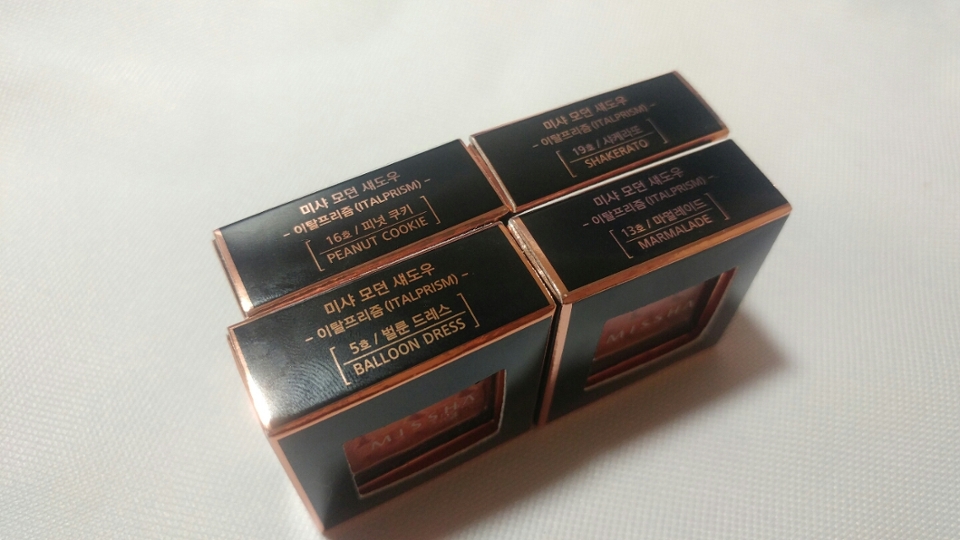 미샤 모던 섀도우
- 이탈프리즘 (ITALPRISM) -
16호 / 피넛 쿠키
PEANUT COOKIE
미샤 모던 섀도우
- 이탈프리즘 (ITALPRISM) -
19호 / 샤케라토
SHAKERATO
미샤 모던 섀도우
- 이탈프리즘 (ITALPRISM) -
5호 / 벌룬 드레스
BALLOON DRESS
MISSHA
미샤 모던 섀도우
- 이탈프리즘 (ITALPRISM) -
13호 / 마멀레이드
MARMALADE
MISSHA